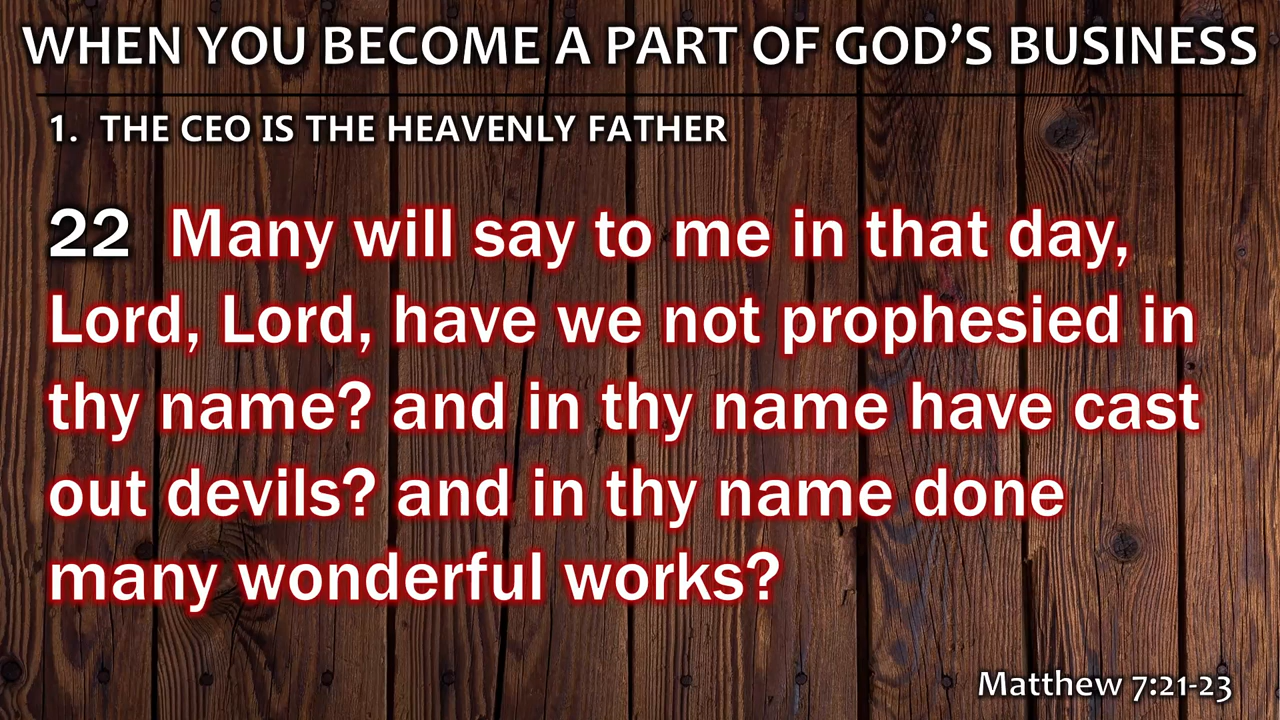 WHEN YOU BECOME A PART OF GOD’S BUSINESS
1. THE CEO IS THE HEAVENLY FATHER
22 Many will say to me in that day,
Lord, Lord, have we not prophesied in
thy name? and in thy name have cast
out devils? and in thy name done
many wonderful works?
Matthew 7:21-23